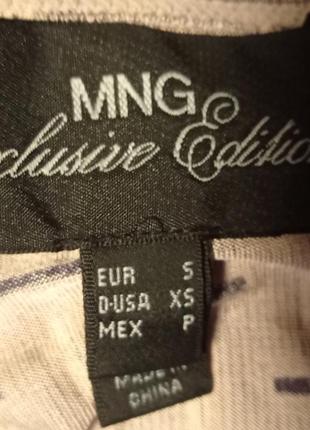 MNG
clusive Edition
EUR S
D-USA XS
MEX P
MADE IN
CHINA